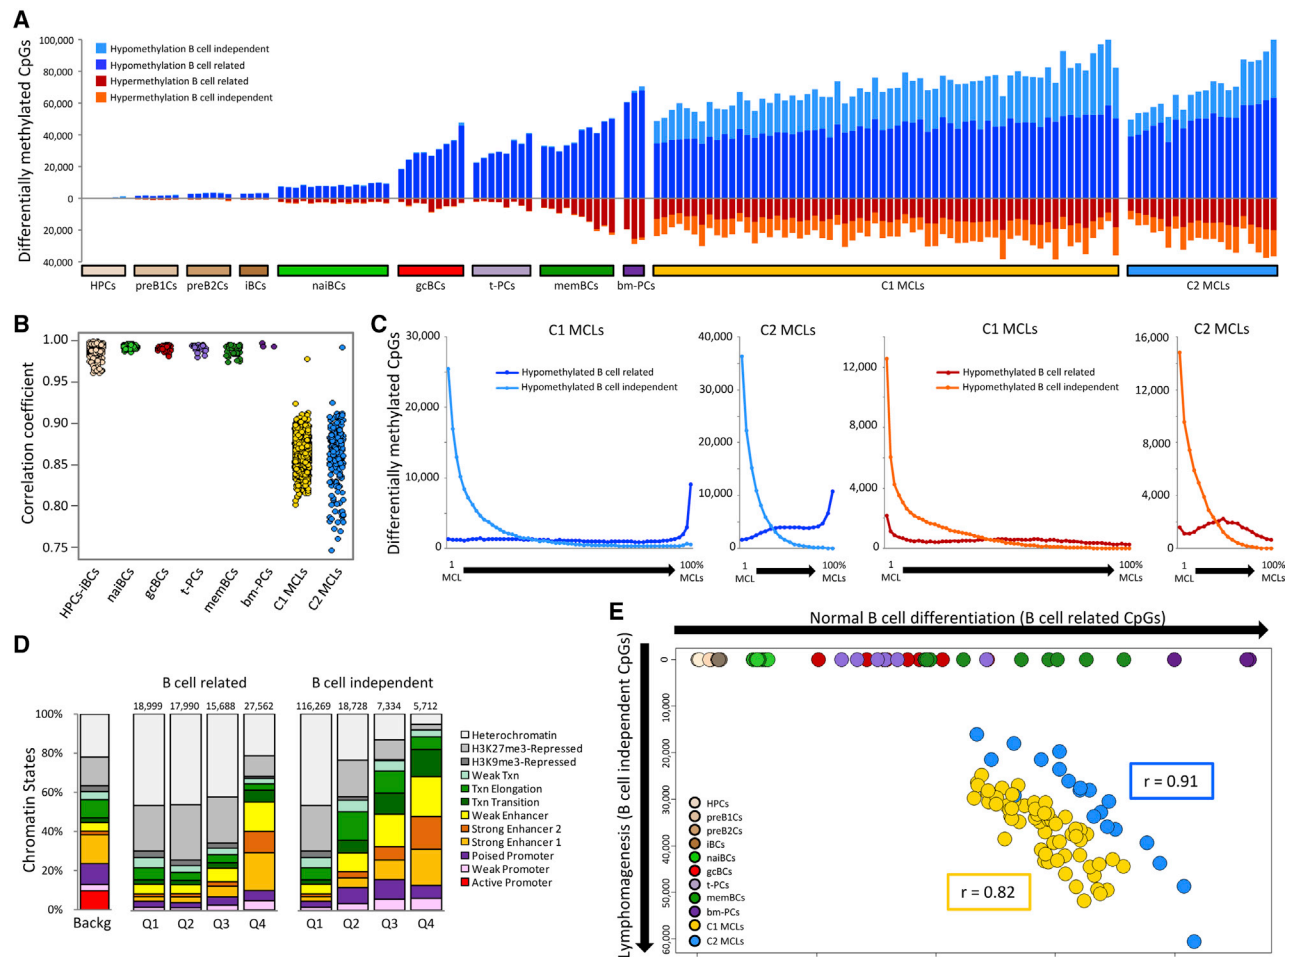 A
Differentially methylated CpGs
100,000
80,000
60,000
40,000
20,000
0
20,000
40,000
Hypomethylation B cell independent
Hypomethylation B cell related
Hypermethylation B cell related
Hypermethylation B cell independent
HPCs preB1Cs preB2Cs iBCs naiBCs gcBCs t-PCs memBCs bm-PCs C1 MCLs C2 MCLs
B
Correlation coefficient
1.00
0.95
0.90
0.85
0.80
0.75
HPCs-iBCs naiBCs gcBCs t-PCs memBCs bm-PCs C1 MCLs C2 MCLs
C
Differentially methylated CpGs
C1 MCLs
30,000
20,000
10,000
0
Hypomethylated B cell related
Hypomethylated B cell independent
1 MCL
100% MCLs
C2 MCLs
40,000
30,000
20,000
10,000
0
1 MCL
100% MCLs
C1 MCLs
12,000
8,000
4,000
0
Hypomethylated B cell related
Hypomethylated B cell independent
1 MCL
100% MCLs
C2 MCLs
16,000
12,000
8,000
4,000
0
1 MCL
100% MCLs
D
Chromatin States
100%
80%
60%
40%
20%
0%
B cell related
B cell independent
18,999 17,990 15,688 27,562 116,269 18,728 7,334 5,712
Backg Q1 Q2 Q3 Q4 Q1 Q2 Q3 Q4
Heterochromatin
H3K27me3-Repressed
H3K9me3-Repressed
Weak Txn
Txn Elongation
Txn Transition
Weak Enhancer
Strong Enhancer 2
Strong Enhancer 1
Poised Promoter
Weak Promoter
Active Promoter
E
Normal B cell differentiation (B cell related CpGs)
Lymphomagenesis (B cell independent CpGs)
0
10,000
20,000
30,000
40,000
50,000
60,000
HPCs
preB1Cs
preB2Cs
iBCs
naiBCs
gcBCs
t-PCs
memBCs
bm-PCs
C1 MCLs
C2 MCLs
r = 0.91
r = 0.82